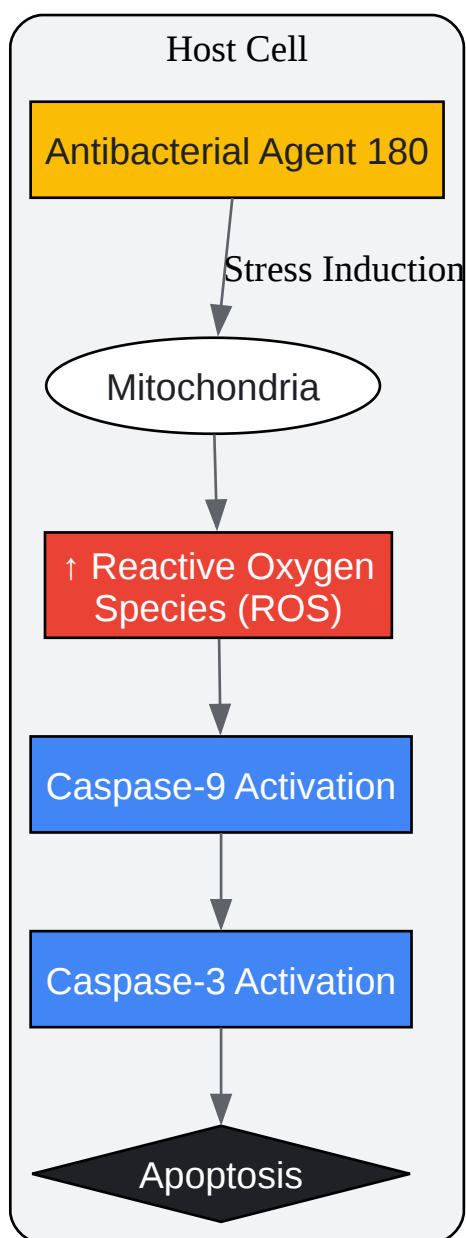 Host Cell
Antibacterial Agent 180
Stress Induction
Mitochondria
↑ Reactive Oxygen
Species (ROS)
Caspase-9 Activation
Caspase-3 Activation
Apoptosis